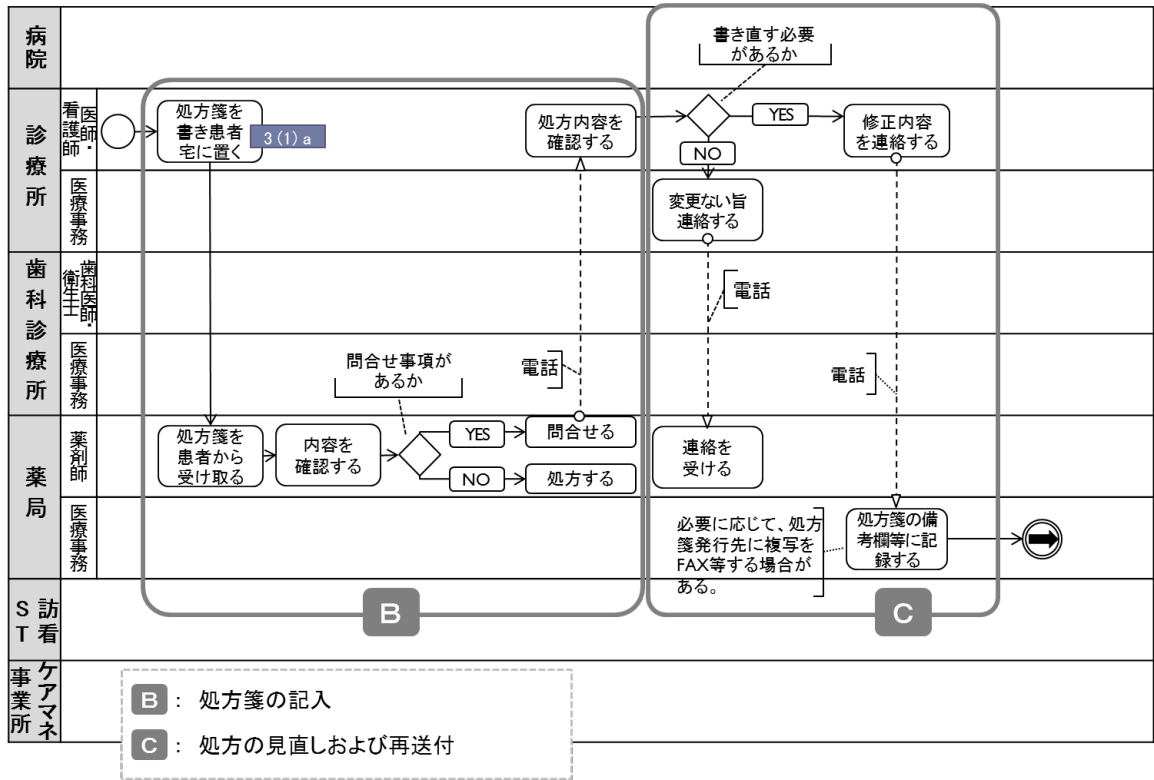 病院
診療所
医師・看護師
医療事務
歯科診療所
歯科医師・衛生士
医療事務
薬局
薬剤師
医療事務
訪看ST
ケアマネ事業所
処方箋を
書き患者
宅に置く
3 (1) a
処方内容を
確認する
書き直す必要
があるか
YES
NO
修正内容
を連絡する
変更ない旨
連絡する
電話
電話
電話
問合せ事項が
あるか
処方箋を
患者から
受け取る
内容を
確認する
YES
問合せる
NO
処方する
連絡を
受ける
必要に応じて、処方
箋発行先に複写を
FAX等する場合が
ある。
処方箋の備
考欄等に記
録する
B
C
B : 処方箋の記入
C : 処方の見直しおよび再送付